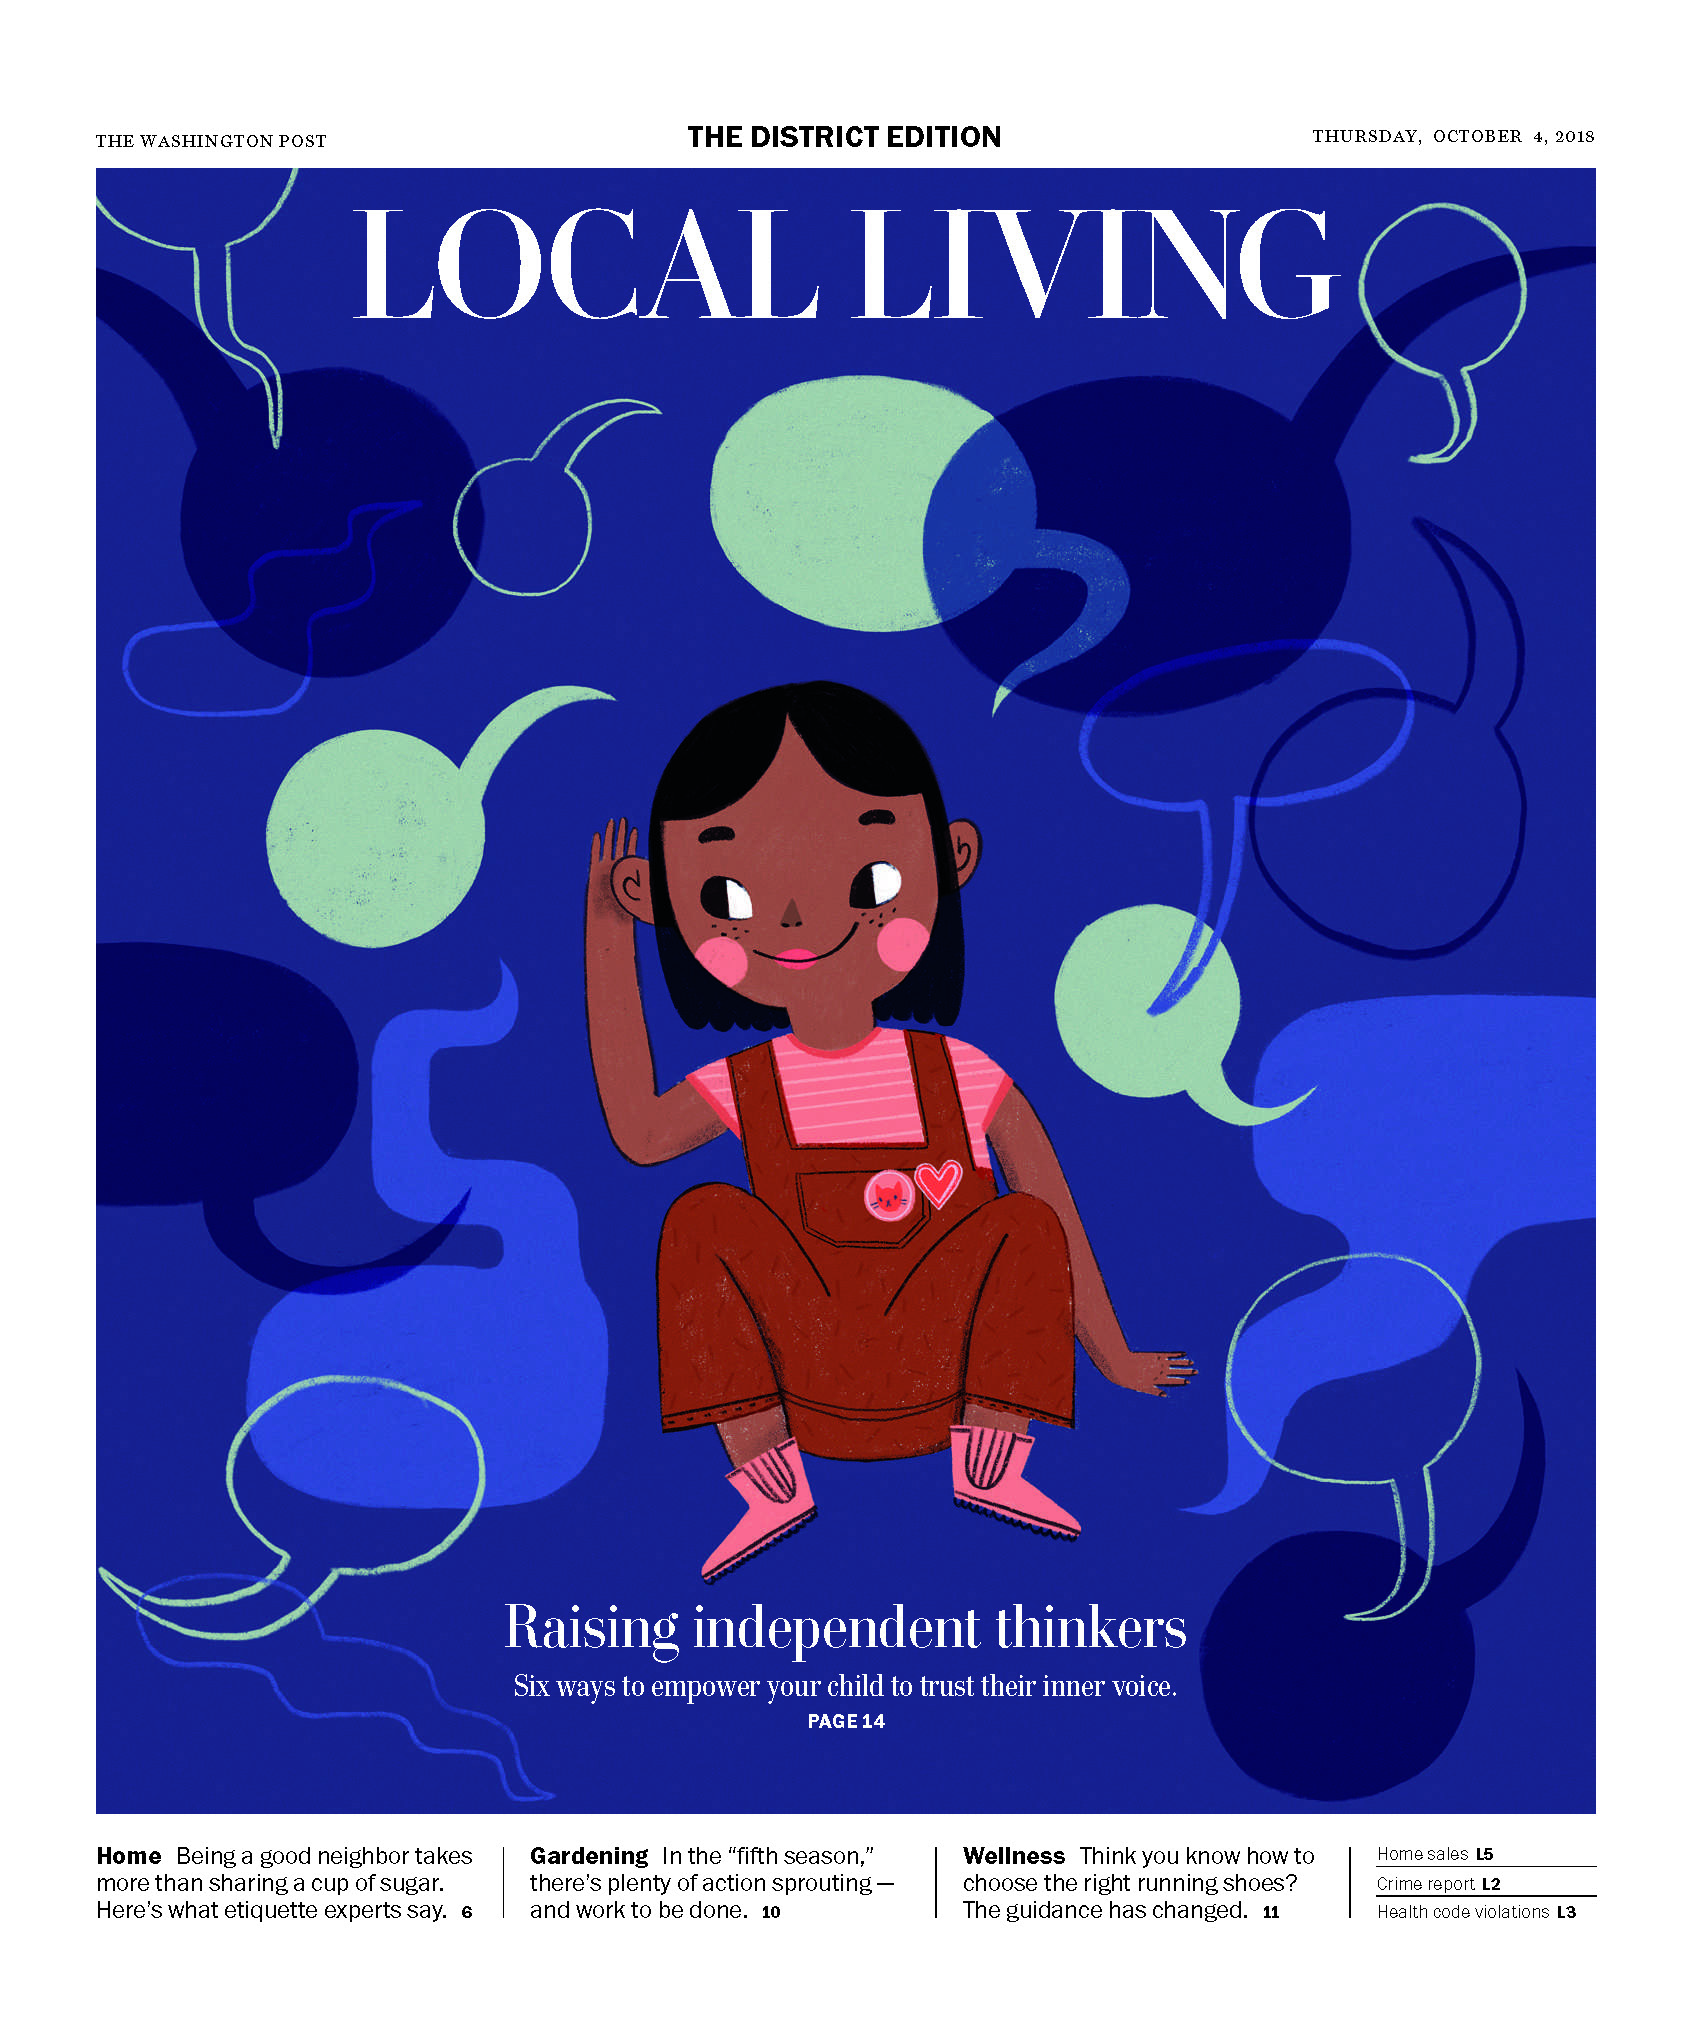 THE WASHINGTON POST
THE DISTRICT EDITION
THURSDAY, OCTOBER 4, 2018
LOCAL LIVING
Raising independent thinkers
Six ways to empower your child to trust their inner voice.
PAGE 14
Home Being a good neighbor takes
more than sharing a cup of sugar.
Here's what etiquette experts say. 6
Gardening In the “fifth season,”
there's plenty of action sprouting —
and work to be done. 10
Wellness Think you know how to
choose the right running shoes?
The guidance has changed. 11
Home sales L5
Crime report L2
Health code violations L3